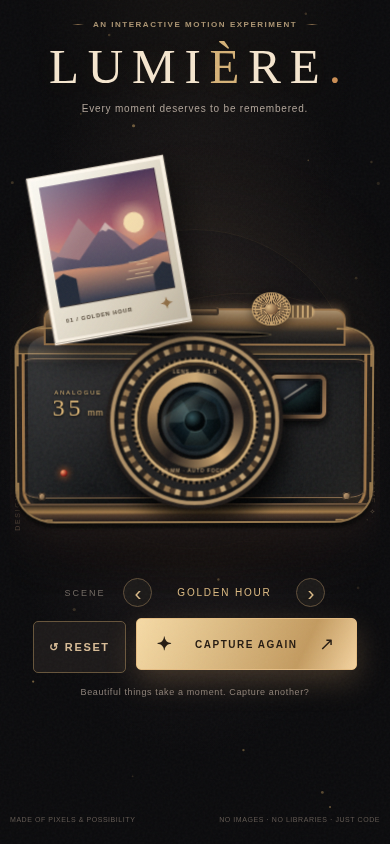 AN INTERACTIVE MOTION EXPERIMENT
LUMIÈRE.
Every moment deserves to be remembered.
01 / GOLDEN HOUR
ANALOGUE
35 mm
SCENE
‹ GOLDEN HOUR ›
↺ RESET
✦ CAPTURE AGAIN ↗
Beautiful things take a moment. Capture another?
MADE OF PIXELS & POSSIBILITY
NO IMAGES · NO LIBRARIES · JUST CODE